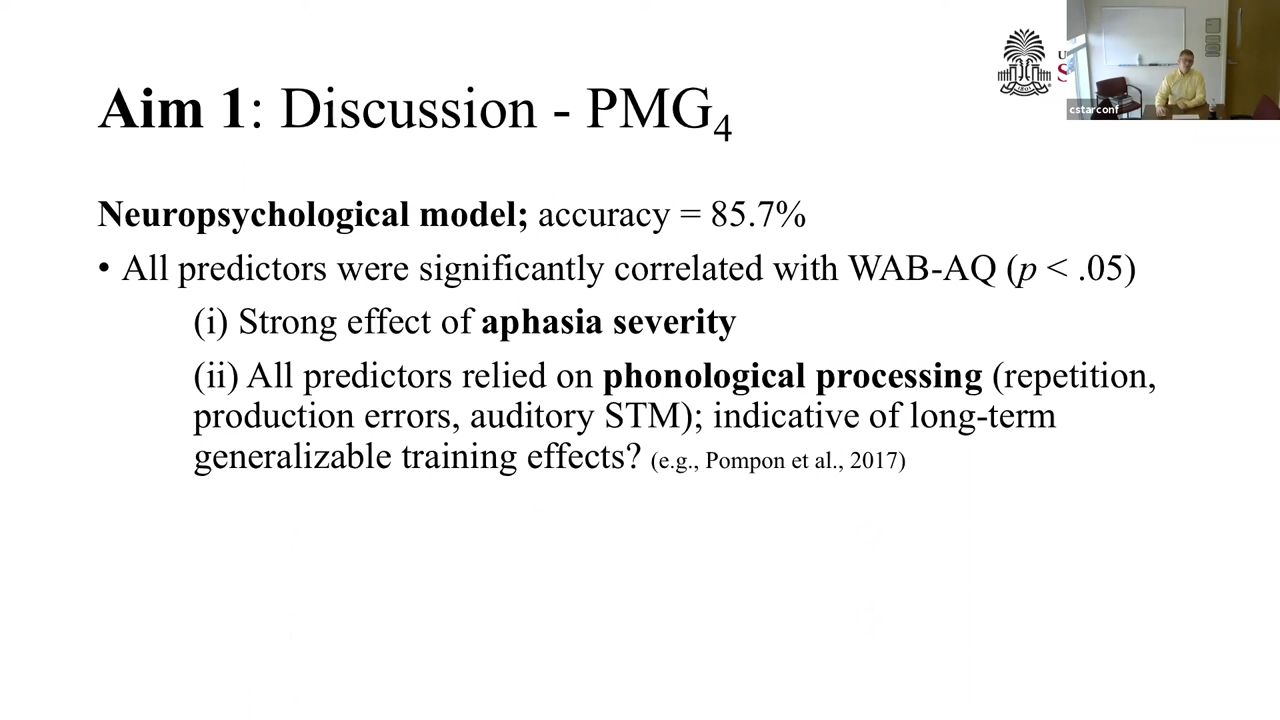 Aim 1: Discussion - PMG4
cstarconf
Neuropsychological model; accuracy = 85.7%
• All predictors were significantly correlated with WAB-AQ (p < .05)
(i) Strong effect of aphasia severity
(ii) All predictors relied on phonological processing (repetition,
production errors, auditory STM); indicative of long-term
generalizable training effects? (e.g., Pompon et al., 2017)